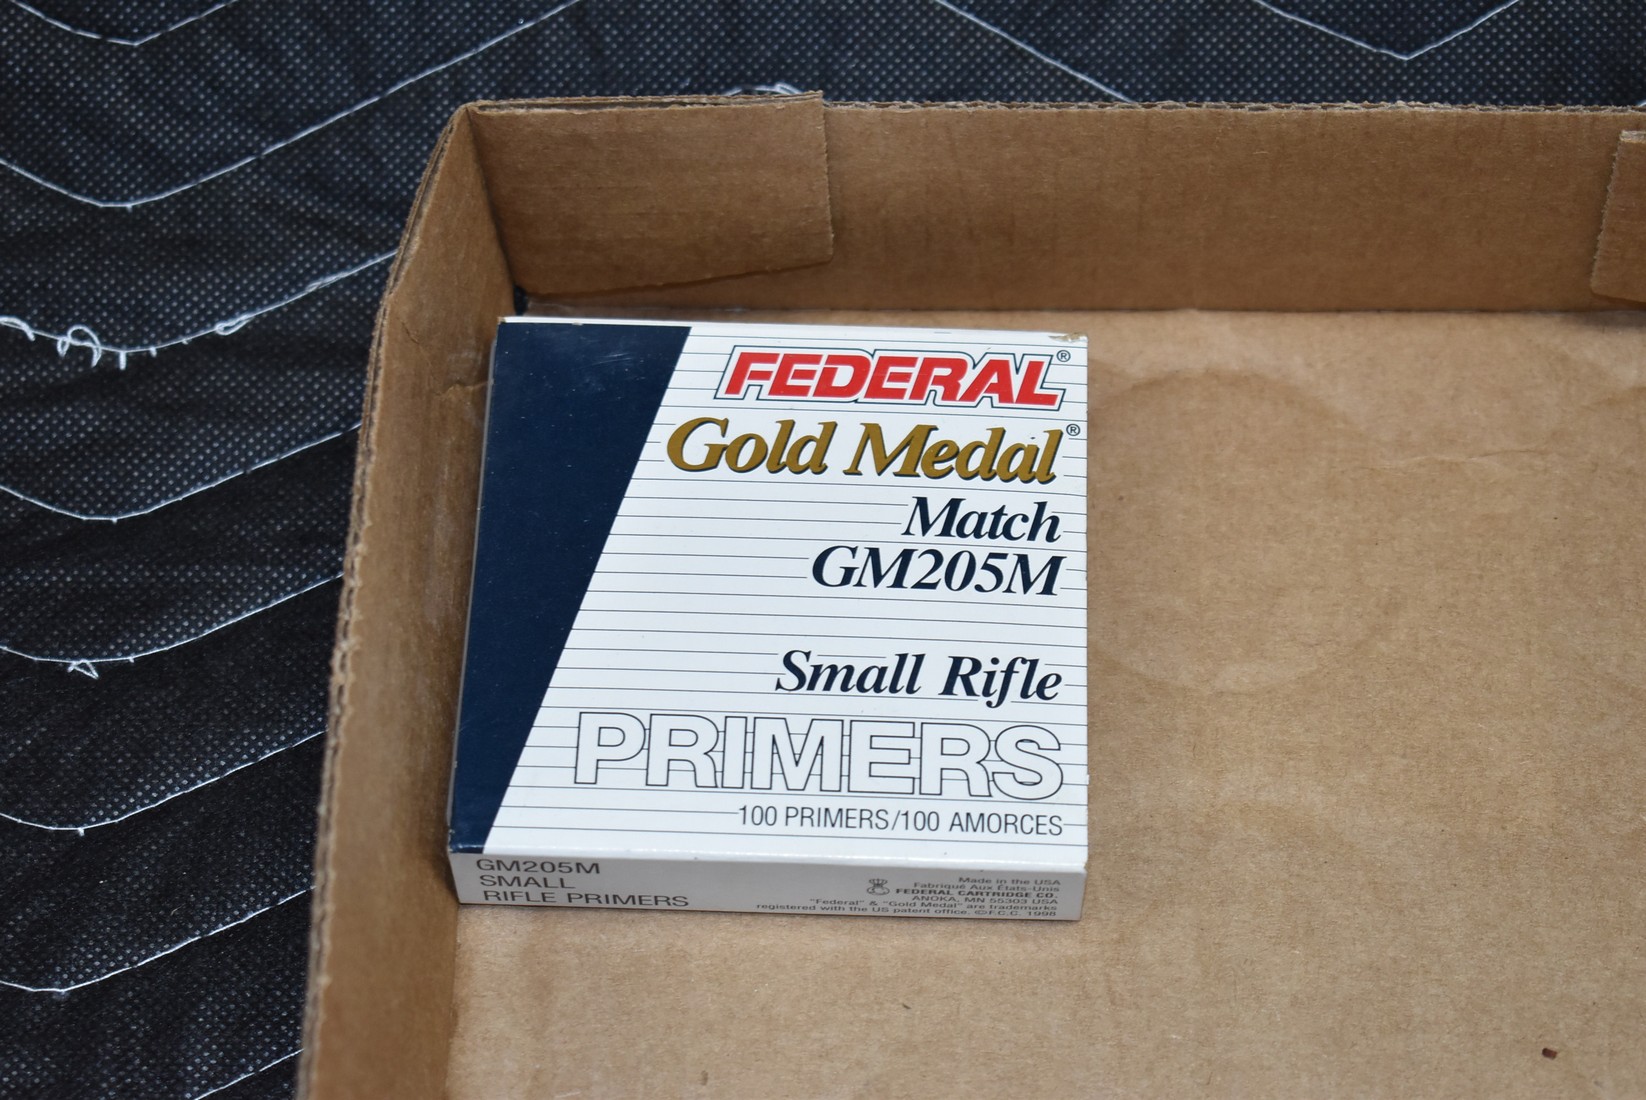 FEDERAL®
Gold Medal®
Match
GM205M
Small Rifle
PRIMERS
100 PRIMERS/100 AMORCES
GM205M
SMALL
RIFLE PRIMERS
Made in the USA
Fabriqué Aux États-Unis
FEDERAL CARTRIDGE CO.
ANOKA, MN 55303 USA
"Federal" & "Gold Medal" are trademarks
registered with the US patent office. ©F.C.C. 1998